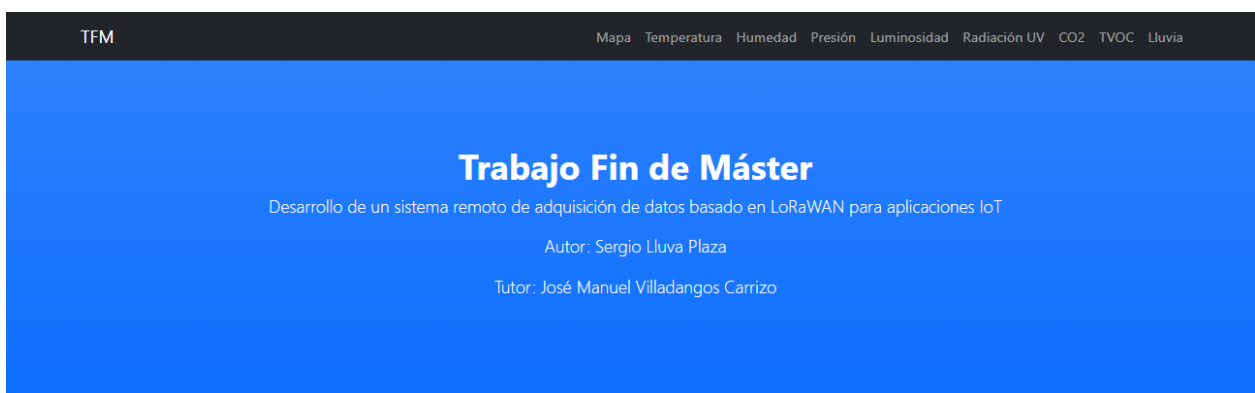 TFM Mapa Temperatura Humedad Presión Luminosidad Radiación UV CO2 TVOC Lluvia
Trabajo Fin de Máster
Desarrollo de un sistema remoto de adquisición de datos basado en LoRaWAN para aplicaciones IoT
Autor: Sergio Lluva Plaza
Tutor: José Manuel Villadangos Carrizo